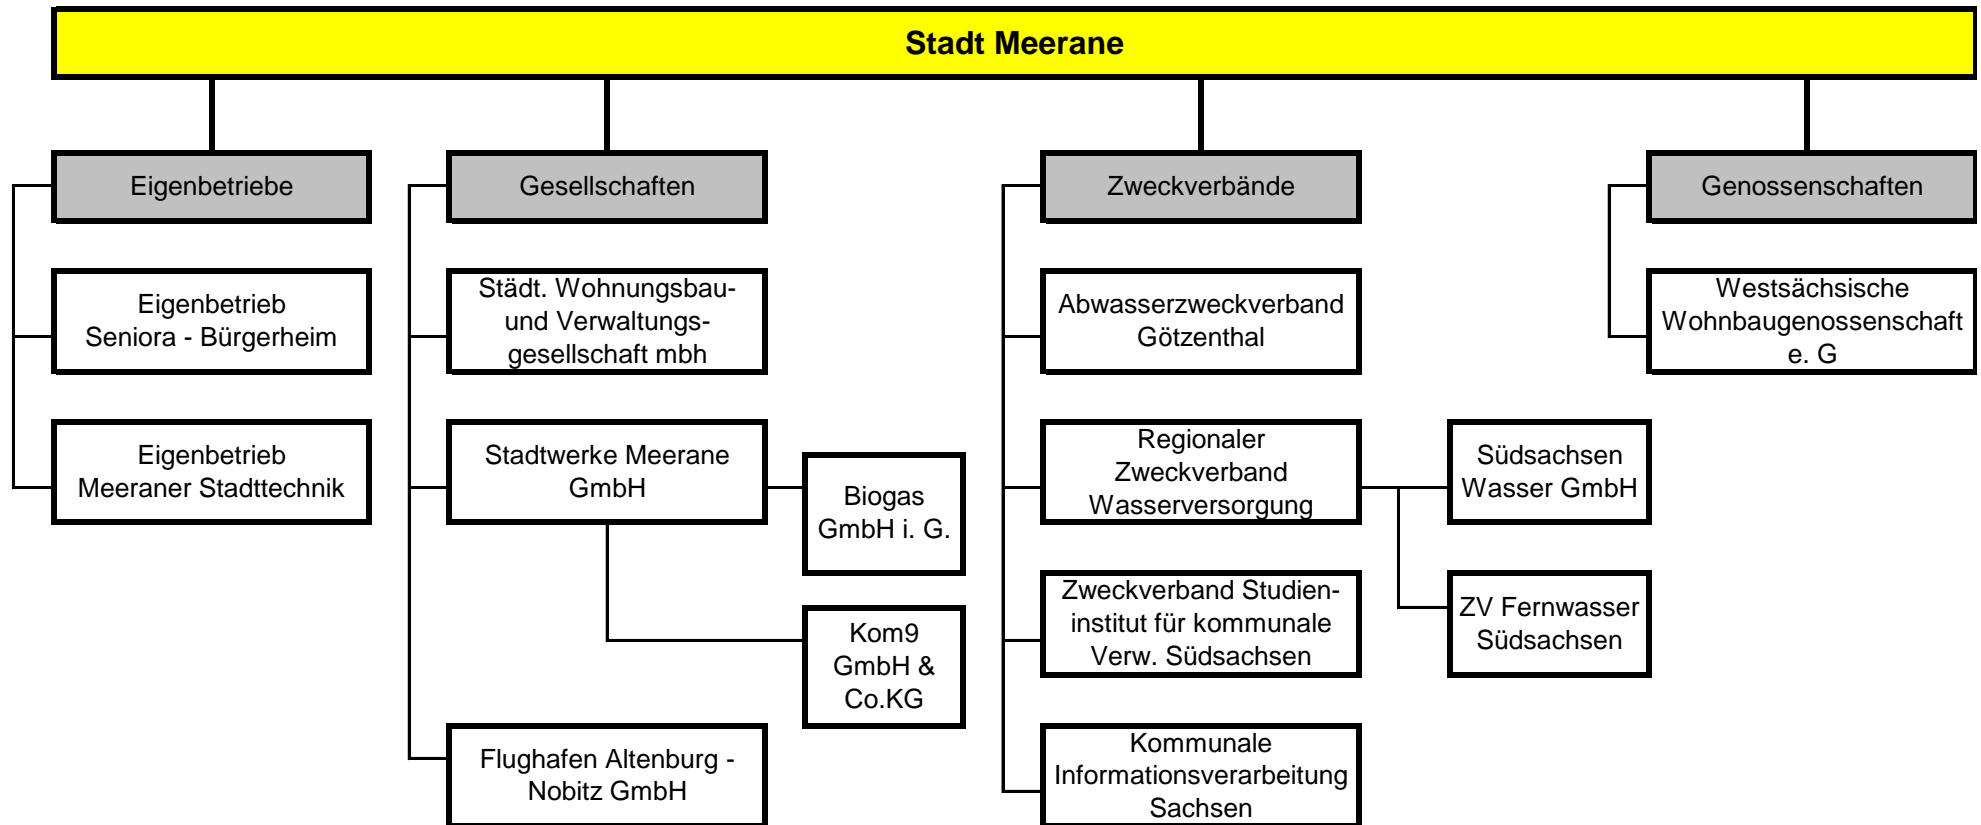 Stadt Meerane
Eigenbetriebe
Eigenbetrieb
Seniora - Bürgerheim
Eigenbetrieb
Meeraner Stadttechnik
Gesellschaften
Städt. Wohnungsbau-
und Verwaltungs-
gesellschaft mbh
Stadtwerke Meerane
GmbH
Biogas
GmbH i. G.
Kom9
GmbH &
Co.KG
Flughafen Altenburg -
Nobitz GmbH
Zweckverbände
Abwasserzweckverband
Götzenthal
Regionaler
Zweckverband
Wasserversorgung
Südsachsen
Wasser GmbH
ZV Fernwasser
Südsachsen
Zweckverband Studien-
institut für kommunale
Verw. Südsachsen
Kommunale
Informationsverarbeitung
Sachsen
Genossenschaften
Westsächsische
Wohnbaugenossenschaft
e. G